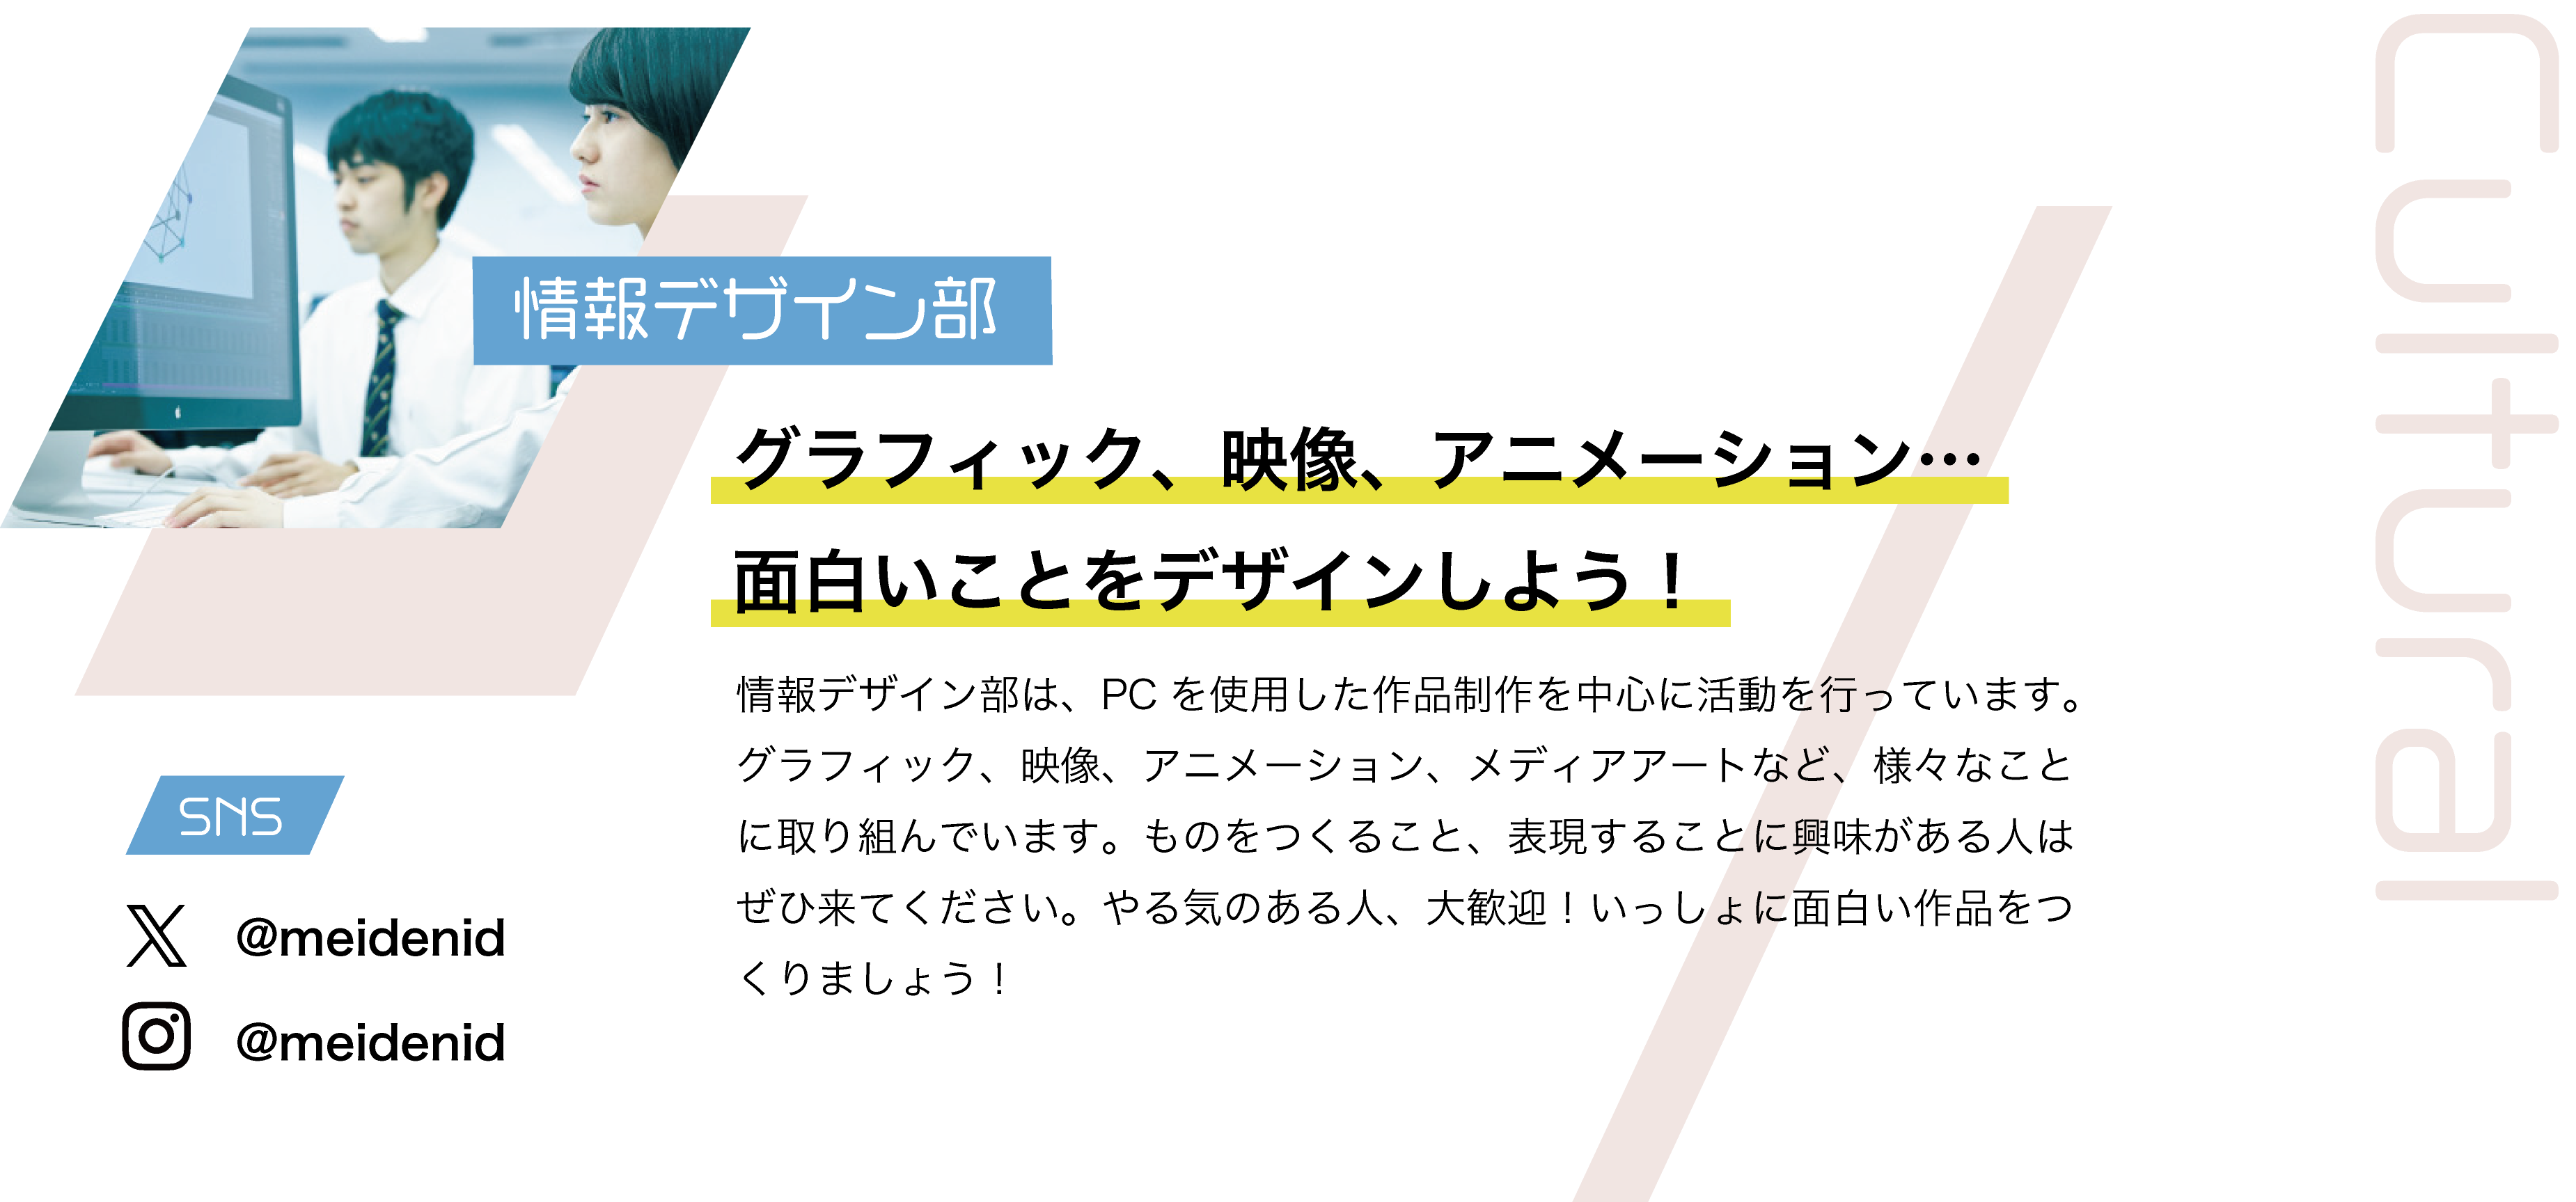 情報デザイン部
グラフィック、映像、アニメーション…
面白いことをデザインしよう！
情報デザイン部は、PC を使用した作品制作を中心に活動を行っています。
グラフィック、映像、アニメーション、メディアアートなど、様々なこと
に取り組んでいます。ものをつくること、表現することに興味がある人は
ぜひ来てください。やる気のある人、大歓迎！いっしょに面白い作品をつ
くりましょう！
SNS
@meidenid
@meidenid
Cultural